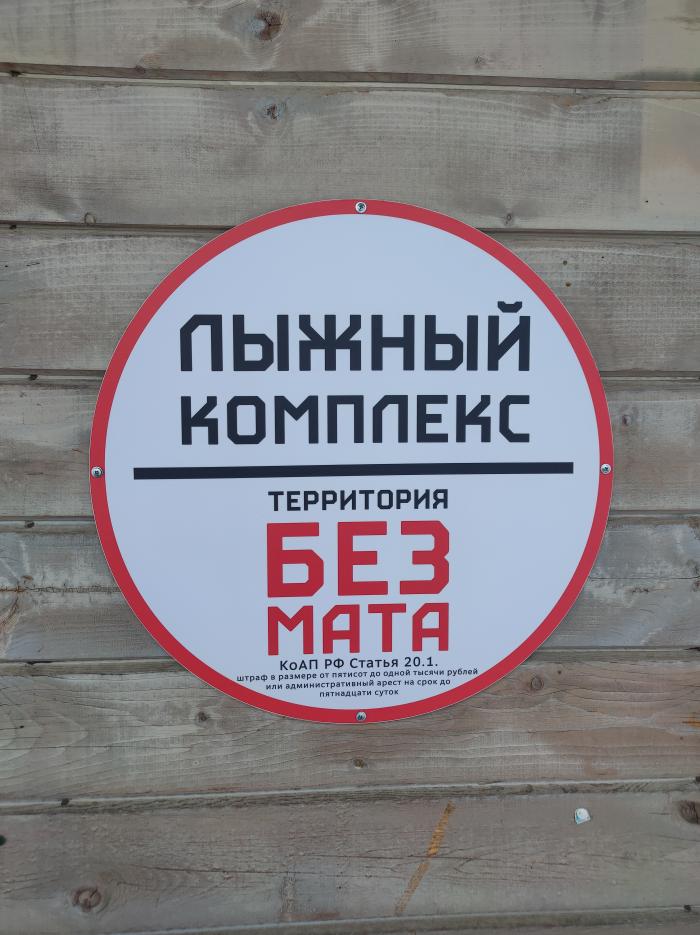 ЛЫЖНЫЙ
КОМПЛЕКС
ТЕРРИТОРИЯ
БЕЗ
МАТА
КоАП РФ Статья 20.1.
штраф в размере от пятисот до одной тысячи рублей
или административный арест на срок до
пятнадцати суток